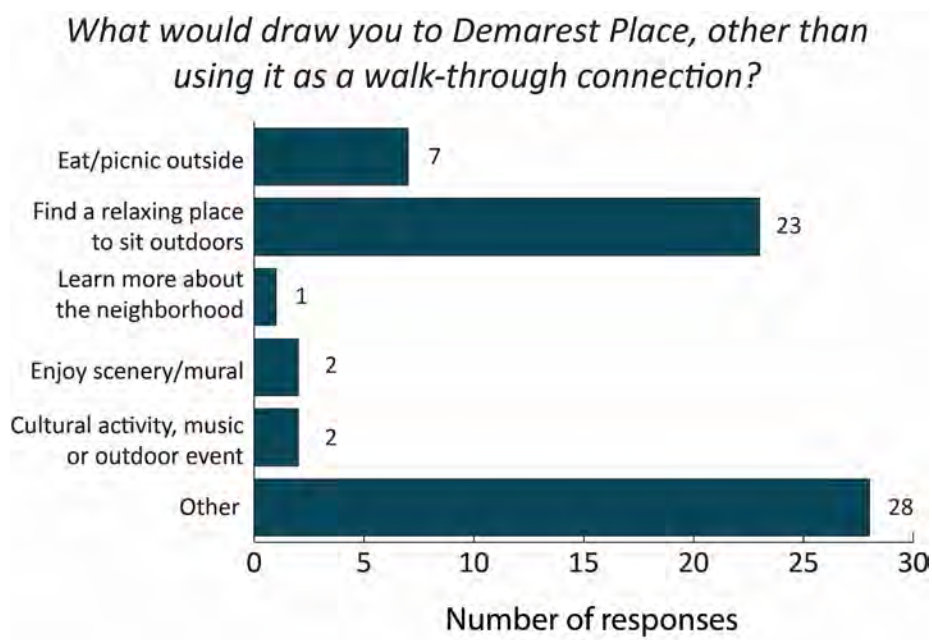 What would draw you to Demarest Place, other than
using it as a walk-through connection?
Eat/picnic outside
7
Find a relaxing place
to sit outdoors
23
Learn more about
the neighborhood
1
Enjoy scenery/mural
2
Cultural activity, music
or outdoor event
2
Other
28
0 5 10 15 20 25 30
Number of responses